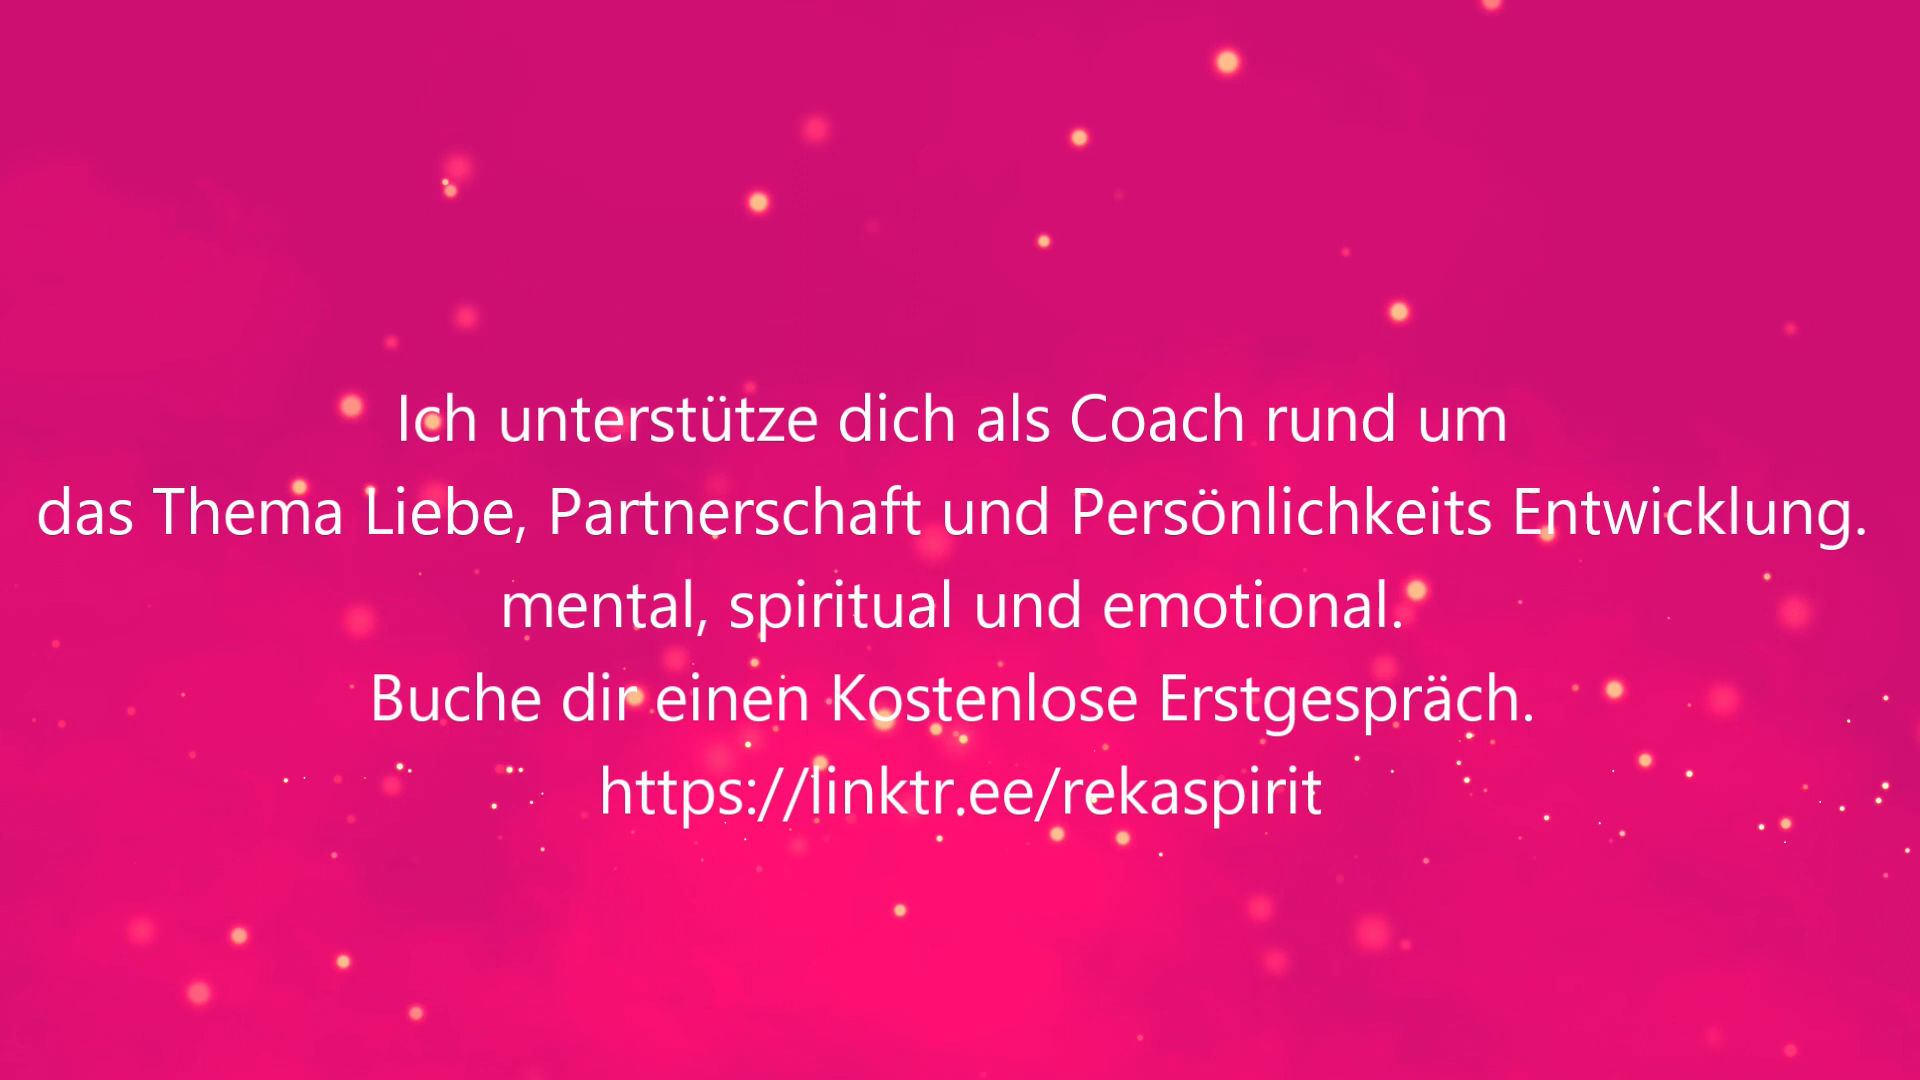 Ich unterstütze dich als Coach rund um
das Thema Liebe, Partnerschaft und Persönlichkeits Entwicklung.
mental, spiritual und emotional.
Buche dir einen Kostenlose Erstgespräch.
https://linktr.ee/rekaspirit